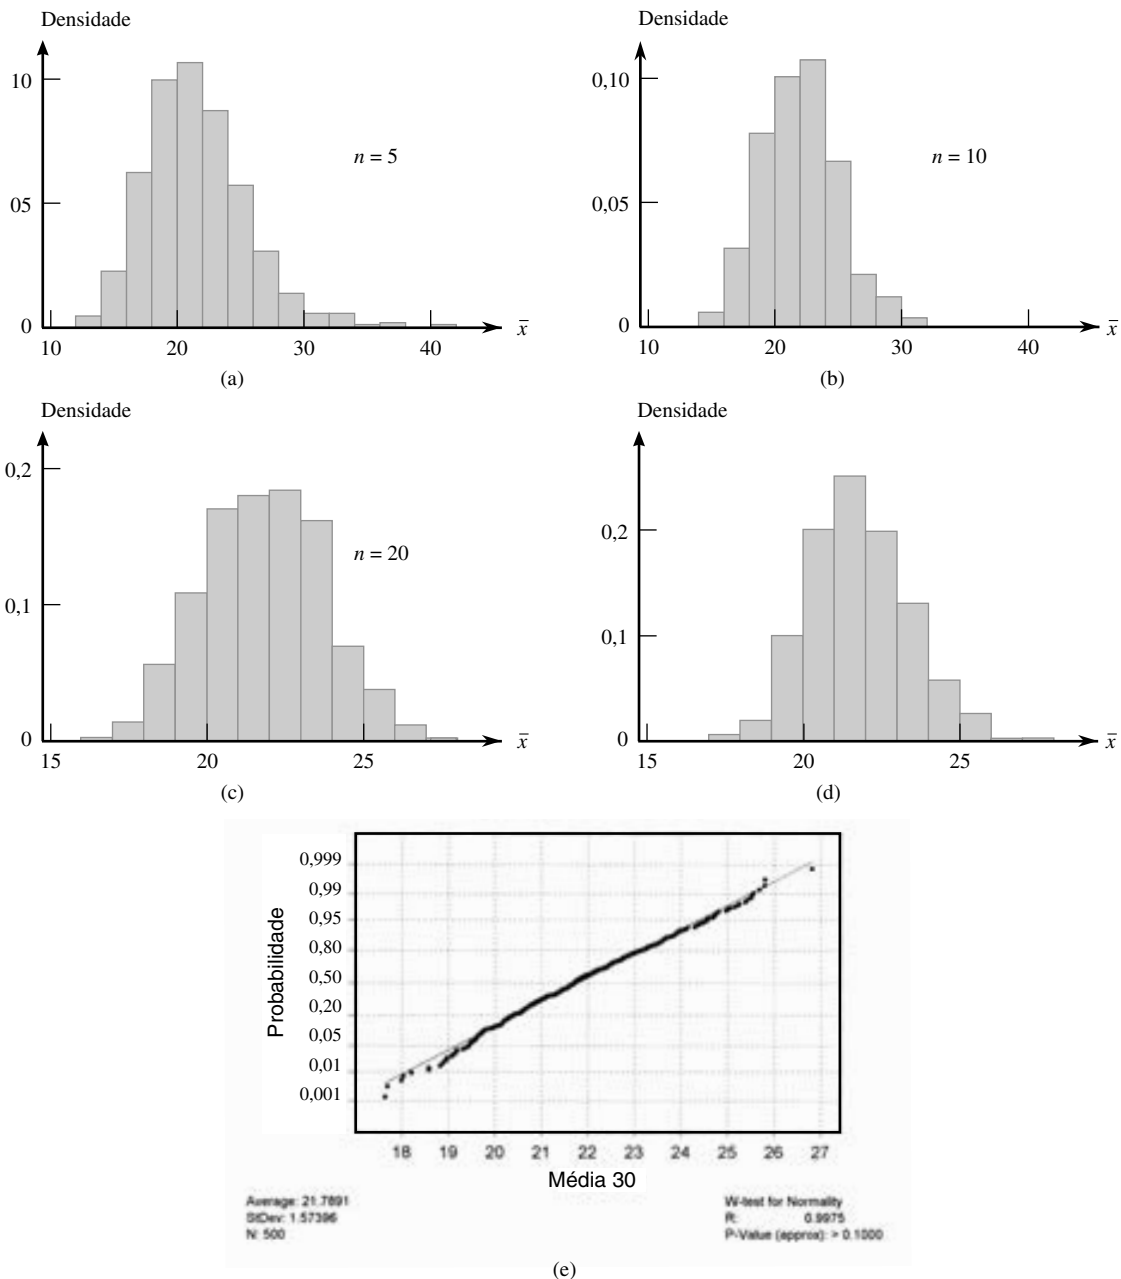 Densidade
10
05
0
n = 5
10 20 30 40
x̅
(a)
Densidade
0,10
0,05
0
n = 10
10 20 30 40
x̅
(b)
Densidade
0,2
0,1
0
n = 20
15 20 25
x̅
(c)
Densidade
0,2
0,1
0
15 20 25
x̅
(d)
Probabilidade
0,999
0,99
0,95
0,80
0,50
0,20
0,05
0,01
0,001
18 19 20 21 22 23 24 25 26 27
Média 30
Average: 21.7891
StDev: 1.57396
N: 500
W-test for Normality
R: 0.9975
P-Value (approx): > 0.1000
(e)